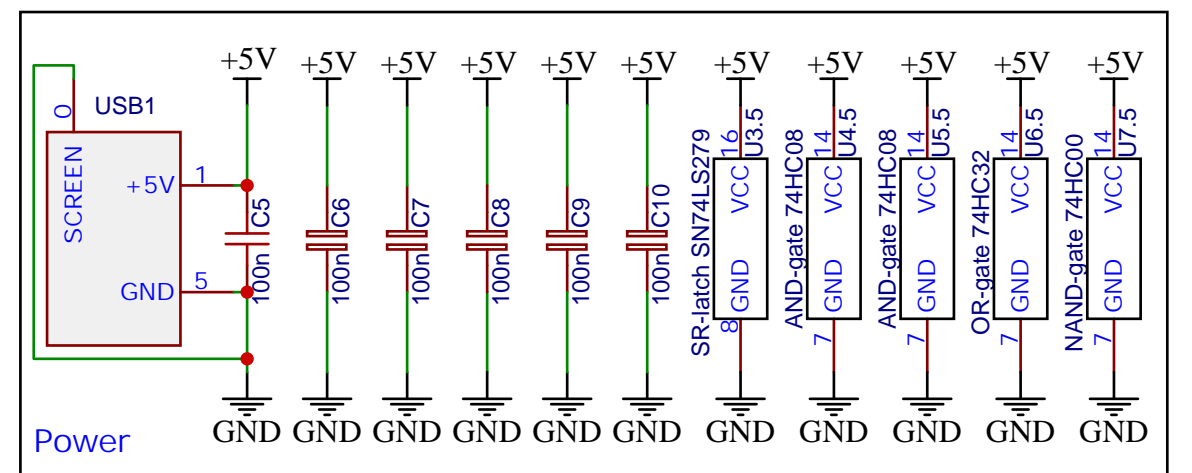 +5V +5V +5V +5V +5V +5V +5V +5V +5V +5V +5V
0
USB1
SCREEN
+5V
1
GND
5
C5
100n
C6
100n
C7
100n
C8
100n
C9
100n
C10
100n
SR-latch SN74LS279
16
U3.5
VCC
GND
8
AND-gate 74HC08
14
U4.5
VCC
GND
7
AND-gate 74HC08
14
U5.5
VCC
GND
7
OR-gate 74HC32
14
U6.5
VCC
GND
7
NAND-gate 74HC00
14
U7.5
VCC
GND
7
GND GND GND GND GND GND GND GND GND GND GND
Power